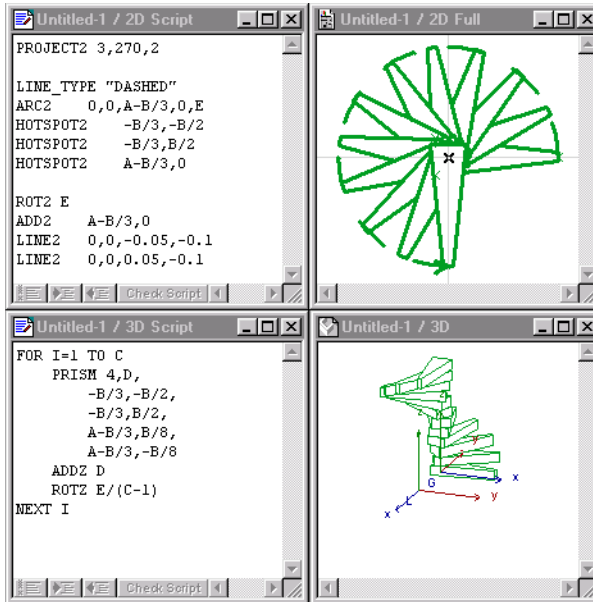 Untitled-1 / 2D Script
PROJECT2 3,270,2
LINE_TYPE "DASHED"
ARC2 0,0,A-B/3,0,E
HOTSPOT2 -B/3,-B/2
HOTSPOT2 -B/3,B/2
HOTSPOT2 A-B/3,0
ROT2 E
ADD2 A-B/3,0
LINE2 0,0,-0.05,-0.1
LINE2 0,0,0.05,-0.1
Check Script
Untitled-1 / 2D Full
Untitled-1 / 3D Script
FOR I=1 TO C
PRISM 4,D,
-B/3,-B/2,
-B/3,B/2,
A-B/3,B/8,
A-B/3,-B/8
ADDZ D
ROTZ E/(C-1)
NEXT I
Check Script
Untitled-1 / 3D
z
y
G
x
L
x
y